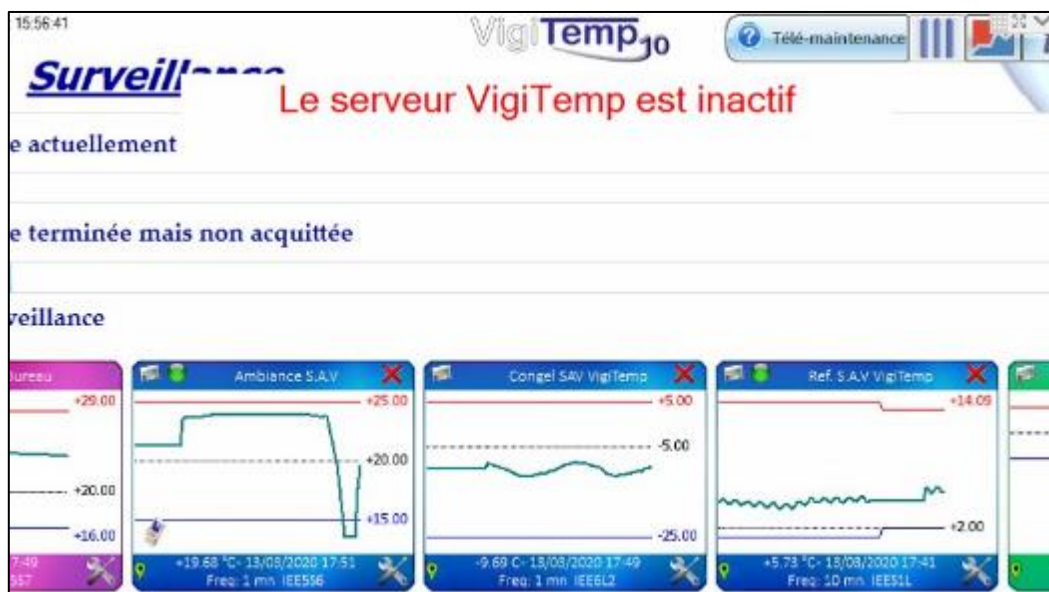 15:56:41
VigiTemp10
Télé-maintenance
Surveill
Le serveur VigiTemp est inactif
e actuellement
e terminée mais non acquittée
veillance
ureau
+29.00
+20.00
+16.00
7:49
557
Ambiance S.A.V
+25.00
+20.00
+15.00
+19.68 °C- 13/08/2020 17:51
Freq: 1 mn IEE556
Congel SAV VigiTemp
+5.00
-5.00
-25.00
-9.69 C- 13/08/2020 17:49
Freq: 1 mn IEE6L2
Ref. S.A.V VigiTemp
+14.09
+2.00
+5.73 °C- 13/08/2020 17:41
Freq: 10 mn IEE51L